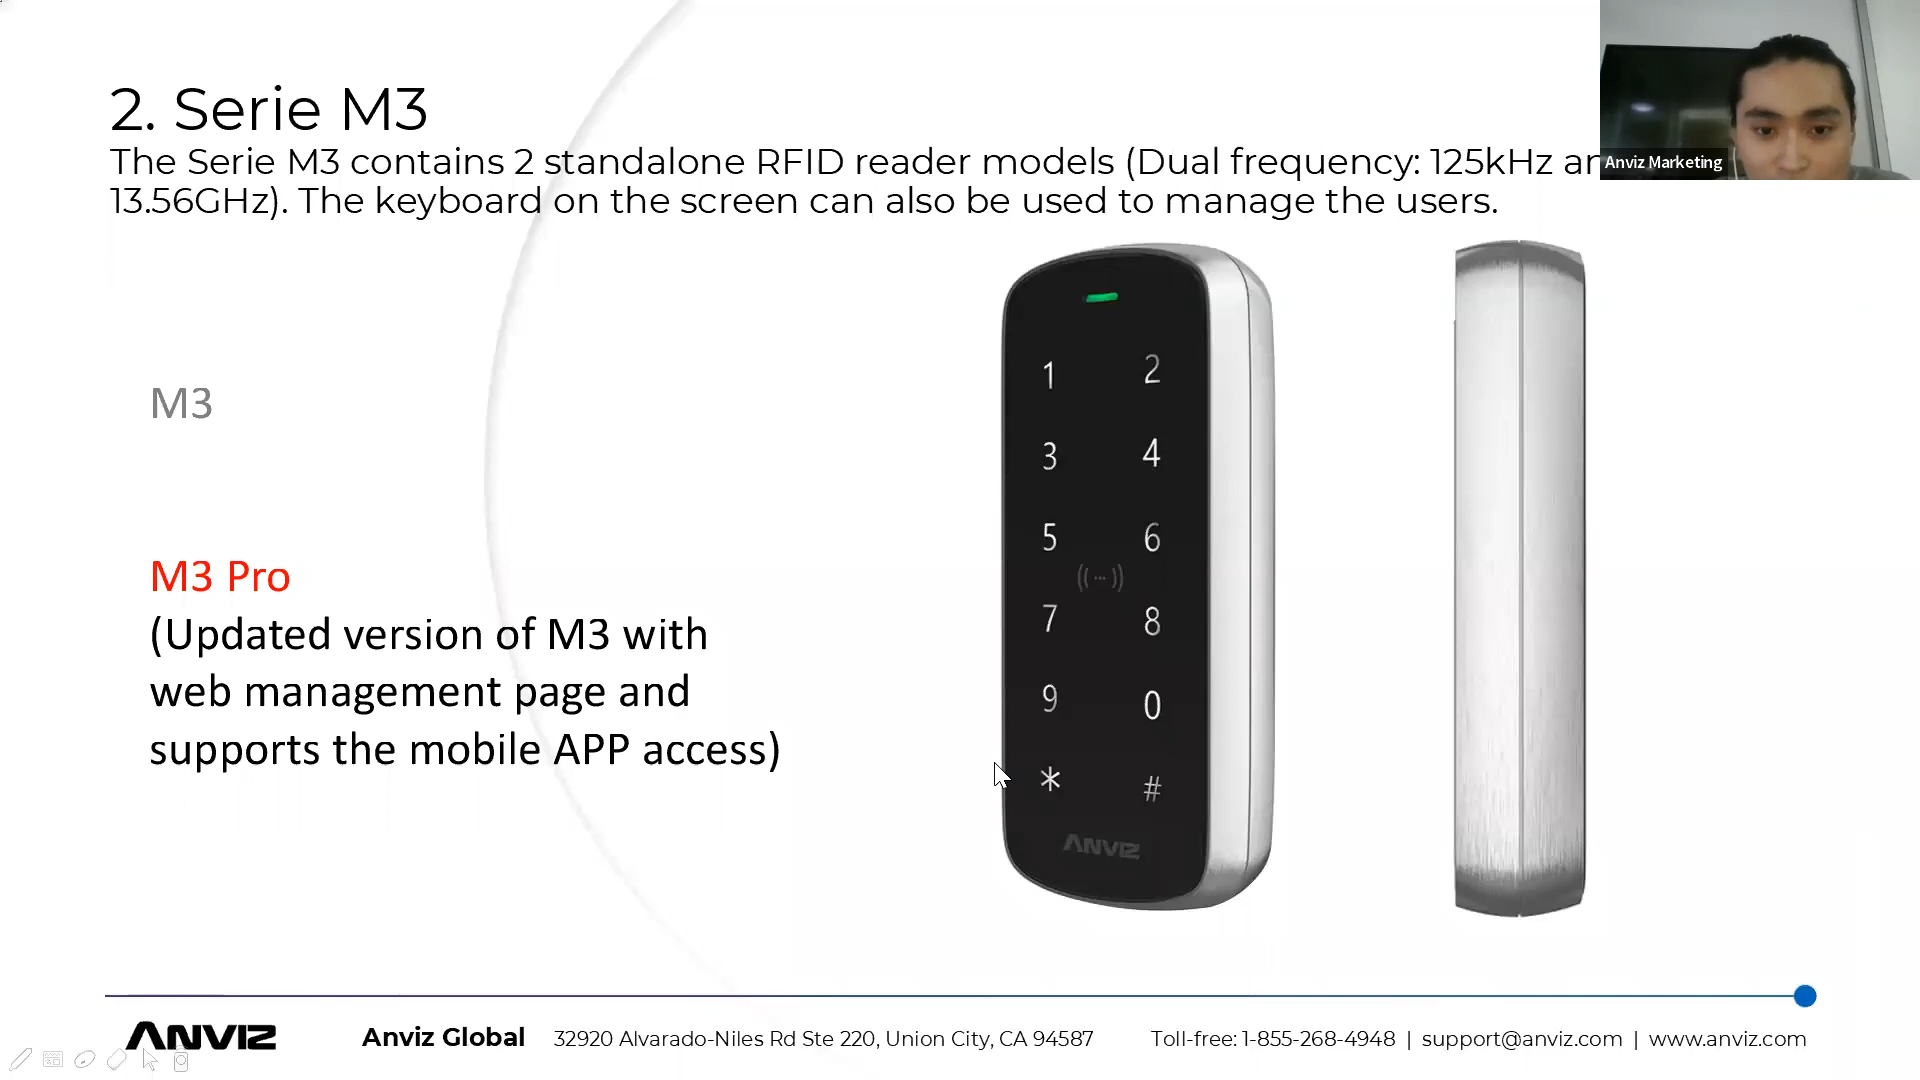 2. Serie M3
The Serie M3 contains 2 standalone RFID reader models (Dual frequency: 125kHz
13.56GHz). The keyboard on the screen can also be used to manage the users.
Anviz Marketing
M3
M3 Pro
(Updated version of M3 with
web management page and
supports the mobile APP access)
1 2
3 4
5 6
7 8
9 0
* #
ANVIZ
ANVIZ Anviz Global 32920 Alvarado-Niles Rd Ste 220, Union City, CA 94587 Toll-free: 1-855-268-4948 | support@anviz.com | www.anviz.com